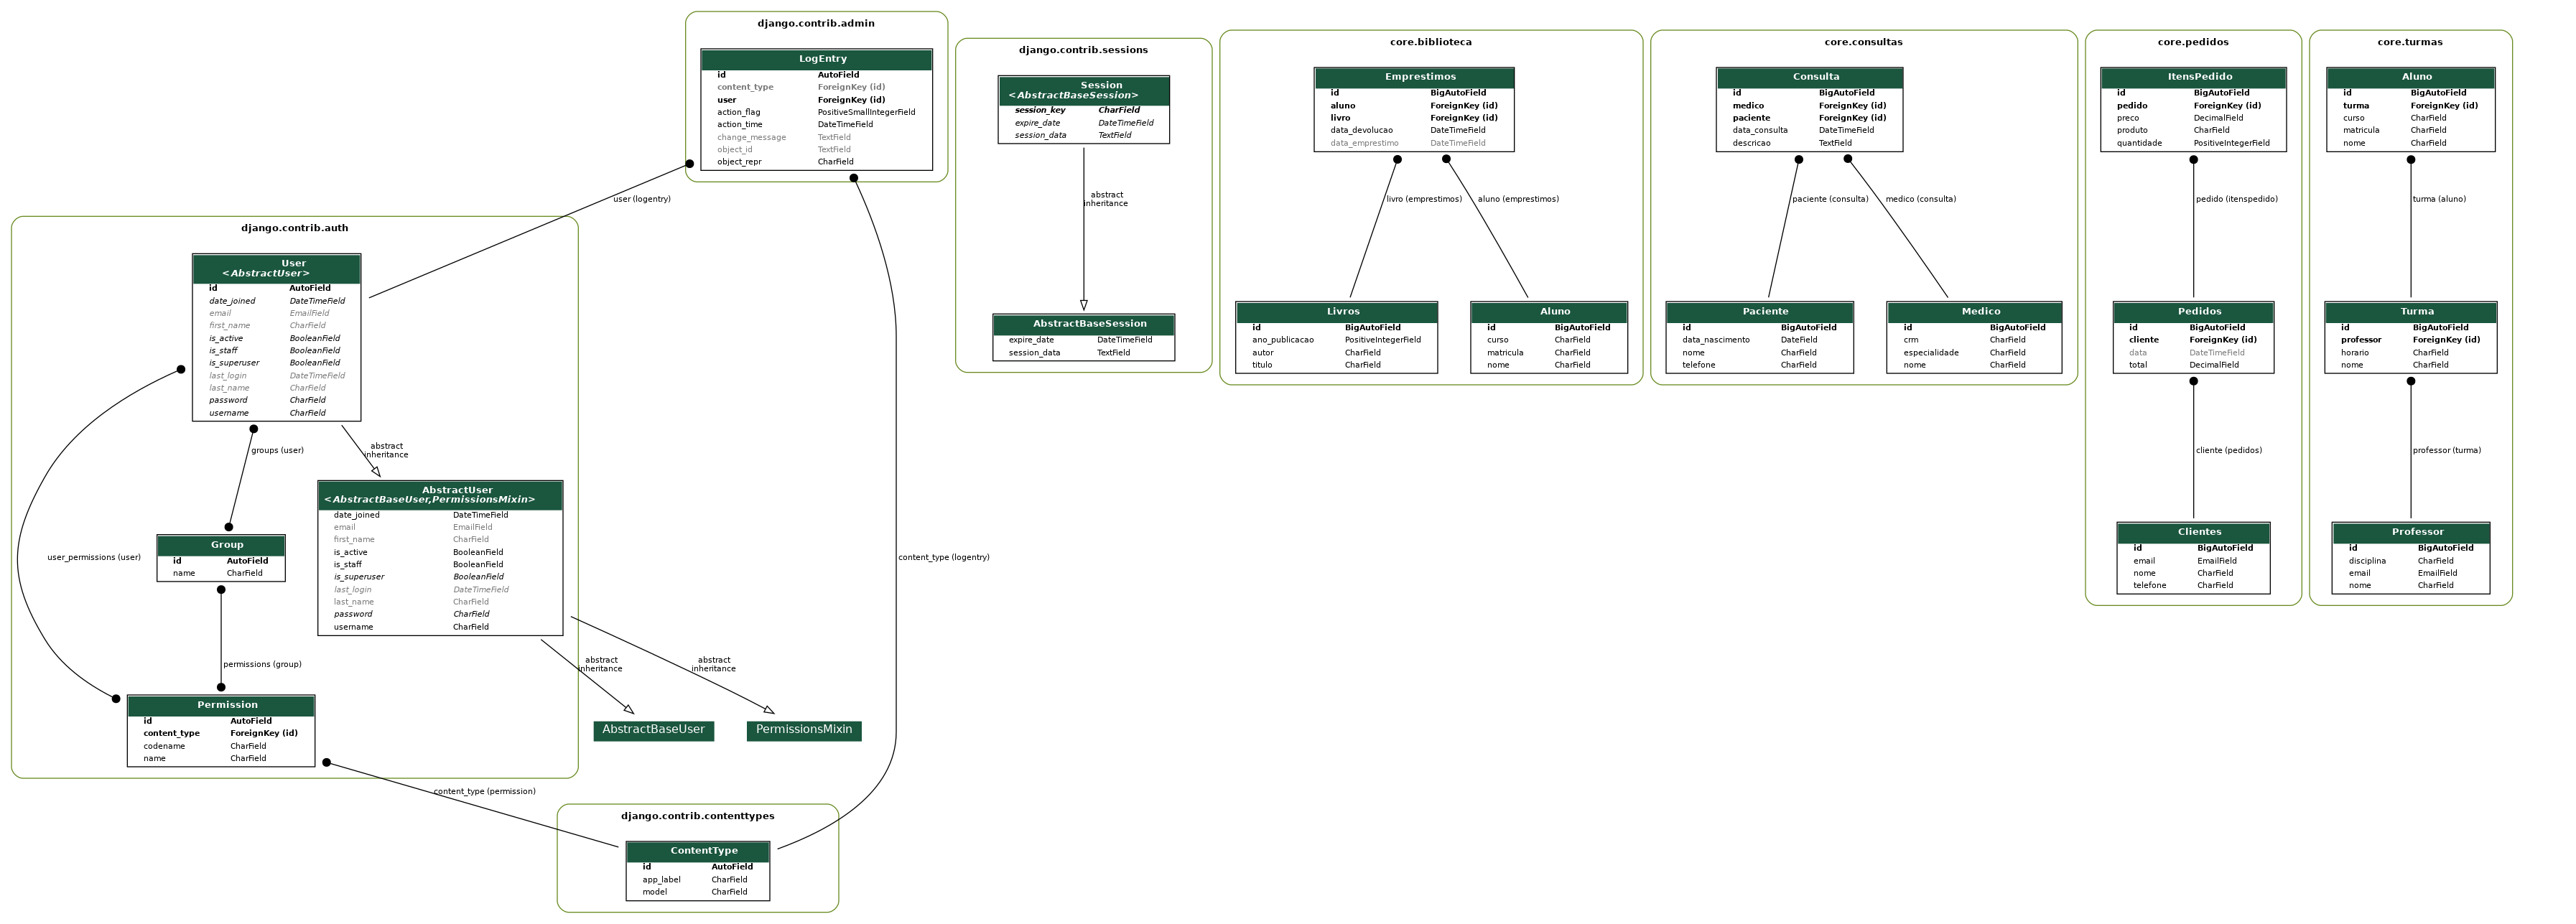 django.contrib.admin
LogEntry
id AutoField
content_type ForeignKey (id)
user ForeignKey (id)
action_flag PositiveSmallIntegerField
action_time DateTimeField
change_message TextField
object_id TextField
object_repr CharField
user (logentry)
content_type (logentry)
django.contrib.auth
User
<AbstractUser>
id AutoField
date_joined DateTimeField
email EmailField
first_name CharField
is_active BooleanField
is_staff BooleanField
is_superuser BooleanField
last_login DateTimeField
last_name CharField
password CharField
username CharField
groups (user)
abstract
inheritance
user_permissions (user)
AbstractUser
<AbstractBaseUser,PermissionsMixin>
date_joined DateTimeField
email EmailField
first_name CharField
is_active BooleanField
is_staff BooleanField
is_superuser BooleanField
last_login DateTimeField
last_name CharField
password CharField
username CharField
Group
id AutoField
name CharField
permissions (group)
abstract
inheritance
abstract
inheritance
Permission
id AutoField
content_type ForeignKey (id)
codename CharField
name CharField
AbstractBaseUser
PermissionsMixin
content_type (permission)
django.contrib.contenttypes
ContentType
id AutoField
app_label CharField
model CharField
django.contrib.sessions
Session
<AbstractBaseSession>
session_key CharField
expire_date DateTimeField
session_data TextField
abstract
inheritance
AbstractBaseSession
expire_date DateTimeField
session_data TextField
core.biblioteca
Emprestimos
id BigAutoField
aluno ForeignKey (id)
livro ForeignKey (id)
data_devolucao DateTimeField
data_emprestimo DateTimeField
livro (emprestimos)
aluno (emprestimos)
Livros
id BigAutoField
ano_publicacao PositiveIntegerField
autor CharField
titulo CharField
Aluno
id BigAutoField
curso CharField
matricula CharField
nome CharField
core.consultas
Consulta
id BigAutoField
medico ForeignKey (id)
paciente ForeignKey (id)
data_consulta DateTimeField
descricao TextField
paciente (consulta)
medico (consulta)
Paciente
id BigAutoField
data_nascimento DateField
nome CharField
telefone CharField
Medico
id BigAutoField
crm CharField
especialidade CharField
nome CharField
core.pedidos
ItensPedido
id BigAutoField
pedido ForeignKey (id)
preco DecimalField
produto CharField
quantidade PositiveIntegerField
pedido (itenspedido)
Pedidos
id BigAutoField
cliente ForeignKey (id)
data DateTimeField
total DecimalField
cliente (pedidos)
Clientes
id BigAutoField
email EmailField
nome CharField
telefone CharField
core.turmas
Aluno
id BigAutoField
turma ForeignKey (id)
curso CharField
matricula CharField
nome CharField
turma (aluno)
Turma
id BigAutoField
professor ForeignKey (id)
horario CharField
nome CharField
professor (turma)
Professor
id BigAutoField
disciplina CharField
email EmailField
nome CharField